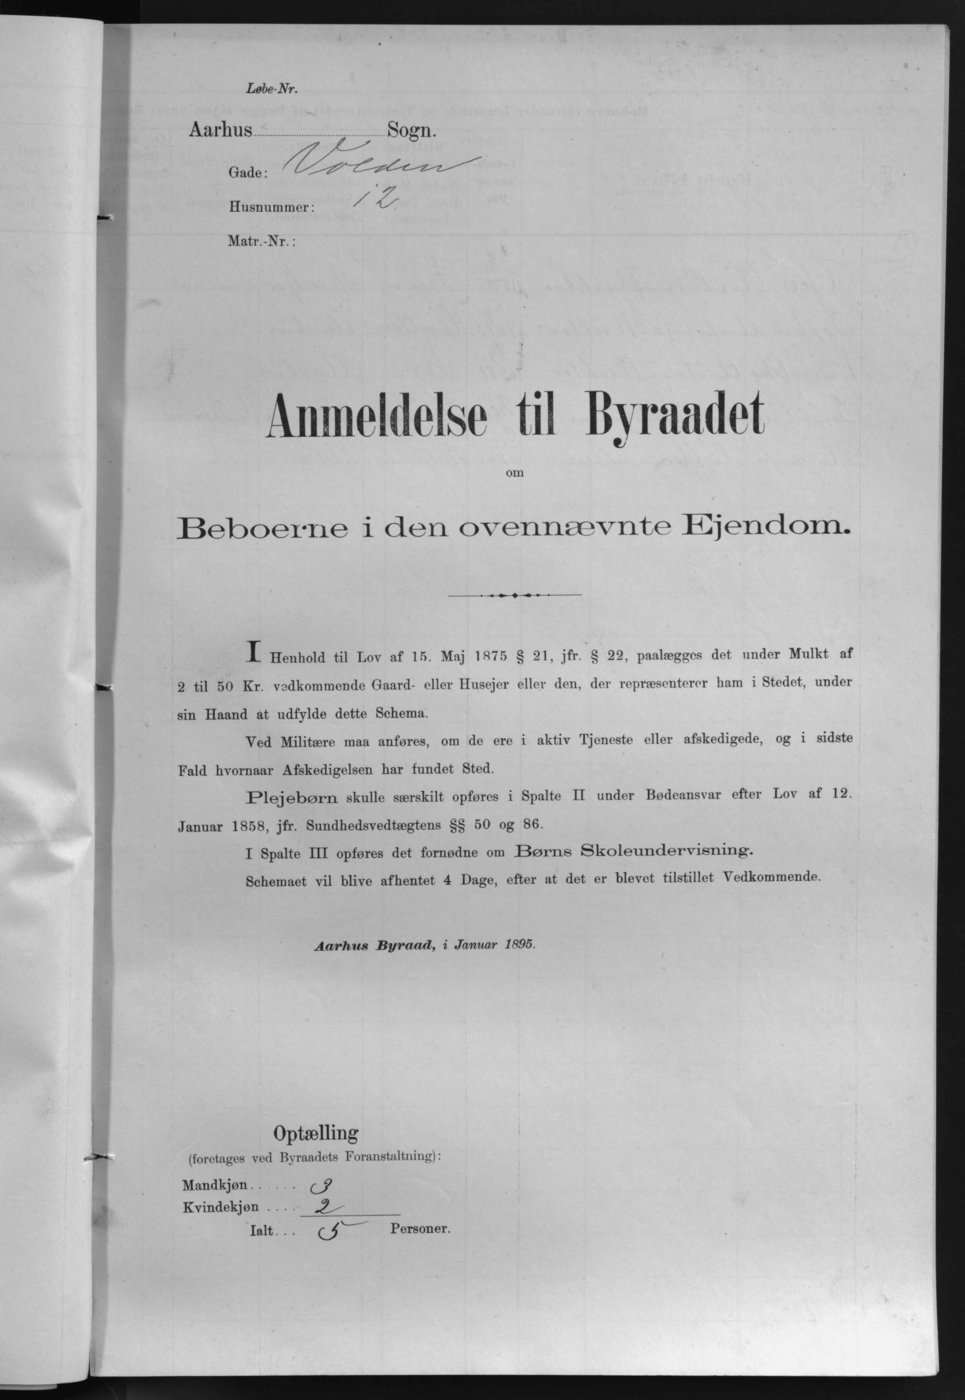 Løbe-Nr.
Aarhus Sogn.
Gade: Volden
Husnummer: 12
Matr.-Nr.:
Anmeldelse til Byraadet
om
Beboerne i den ovennævnte Ejendom.
I Henhold til Lov af 15. Maj 1875 § 21, jfr. § 22, paalægges det under Mulkt af
2 til 50 Kr. vedkommende Gaard- eller Husejer eller den, der repræsenterer ham i Stedet, under
sin Haand at udfylde dette Schema.
Ved Militære maa anføres, om de ere i aktiv Tjeneste eller afskedigede, og i sidste
Fald hvornaar Afskedigelsen har fundet Sted.
Plejebørn skulle særskilt opføres i Spalte II under Bødeansvar efter Lov af 12.
Januar 1858, jfr. Sundhedsvedtægtens §§ 50 og 86.
I Spalte III opføres det fornødne om Børns Skoleundervisning.
Schemaet vil blive afhentet 4 Dage, efter at det er blevet tilstillet Vedkommende.
Aarhus Byraad, i Januar 1895.
Optælling
(foretages ved Byraadets Foranstaltning):
Mandkjøn...... 3
Kvindekjøn .... 2
Ialt... 5 Personer.